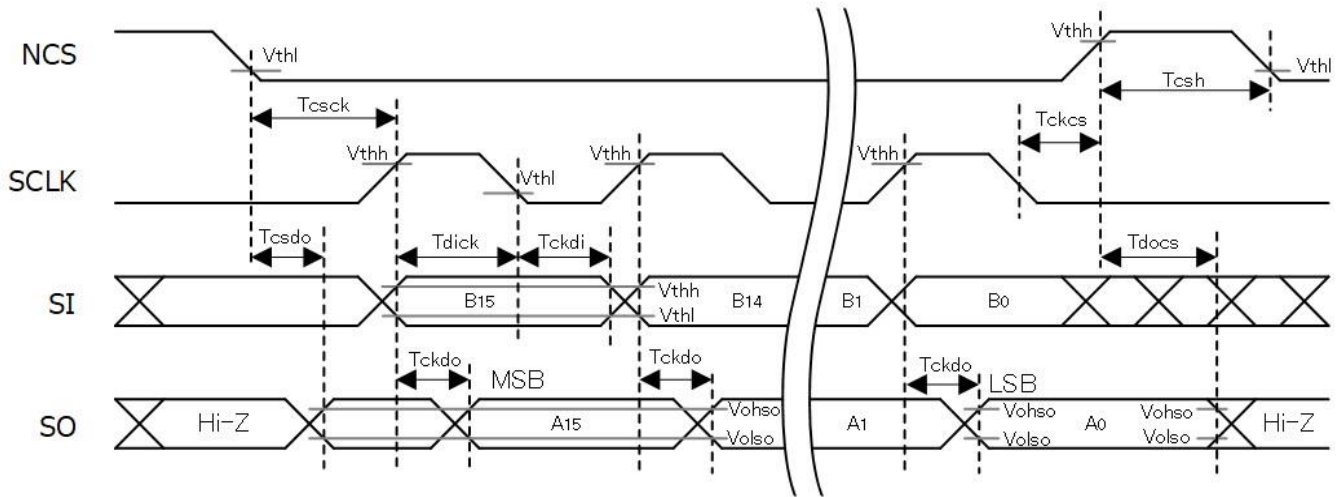 NCS Vthl Vthh Vthl
Tcsck Tcsh
Tckcs
SCLK Vthh Vthl Vthh Vthh
Tcsdo Tdick Tckdi Tdocs
SI B15 Vthh B14 B1 B0
Vthl
Tckdo MSB Tckdo Tckdo LSB
SO Hi-Z A15 Vohso A1 Vohso A0 Vohso Hi-Z
Volso Volso Volso